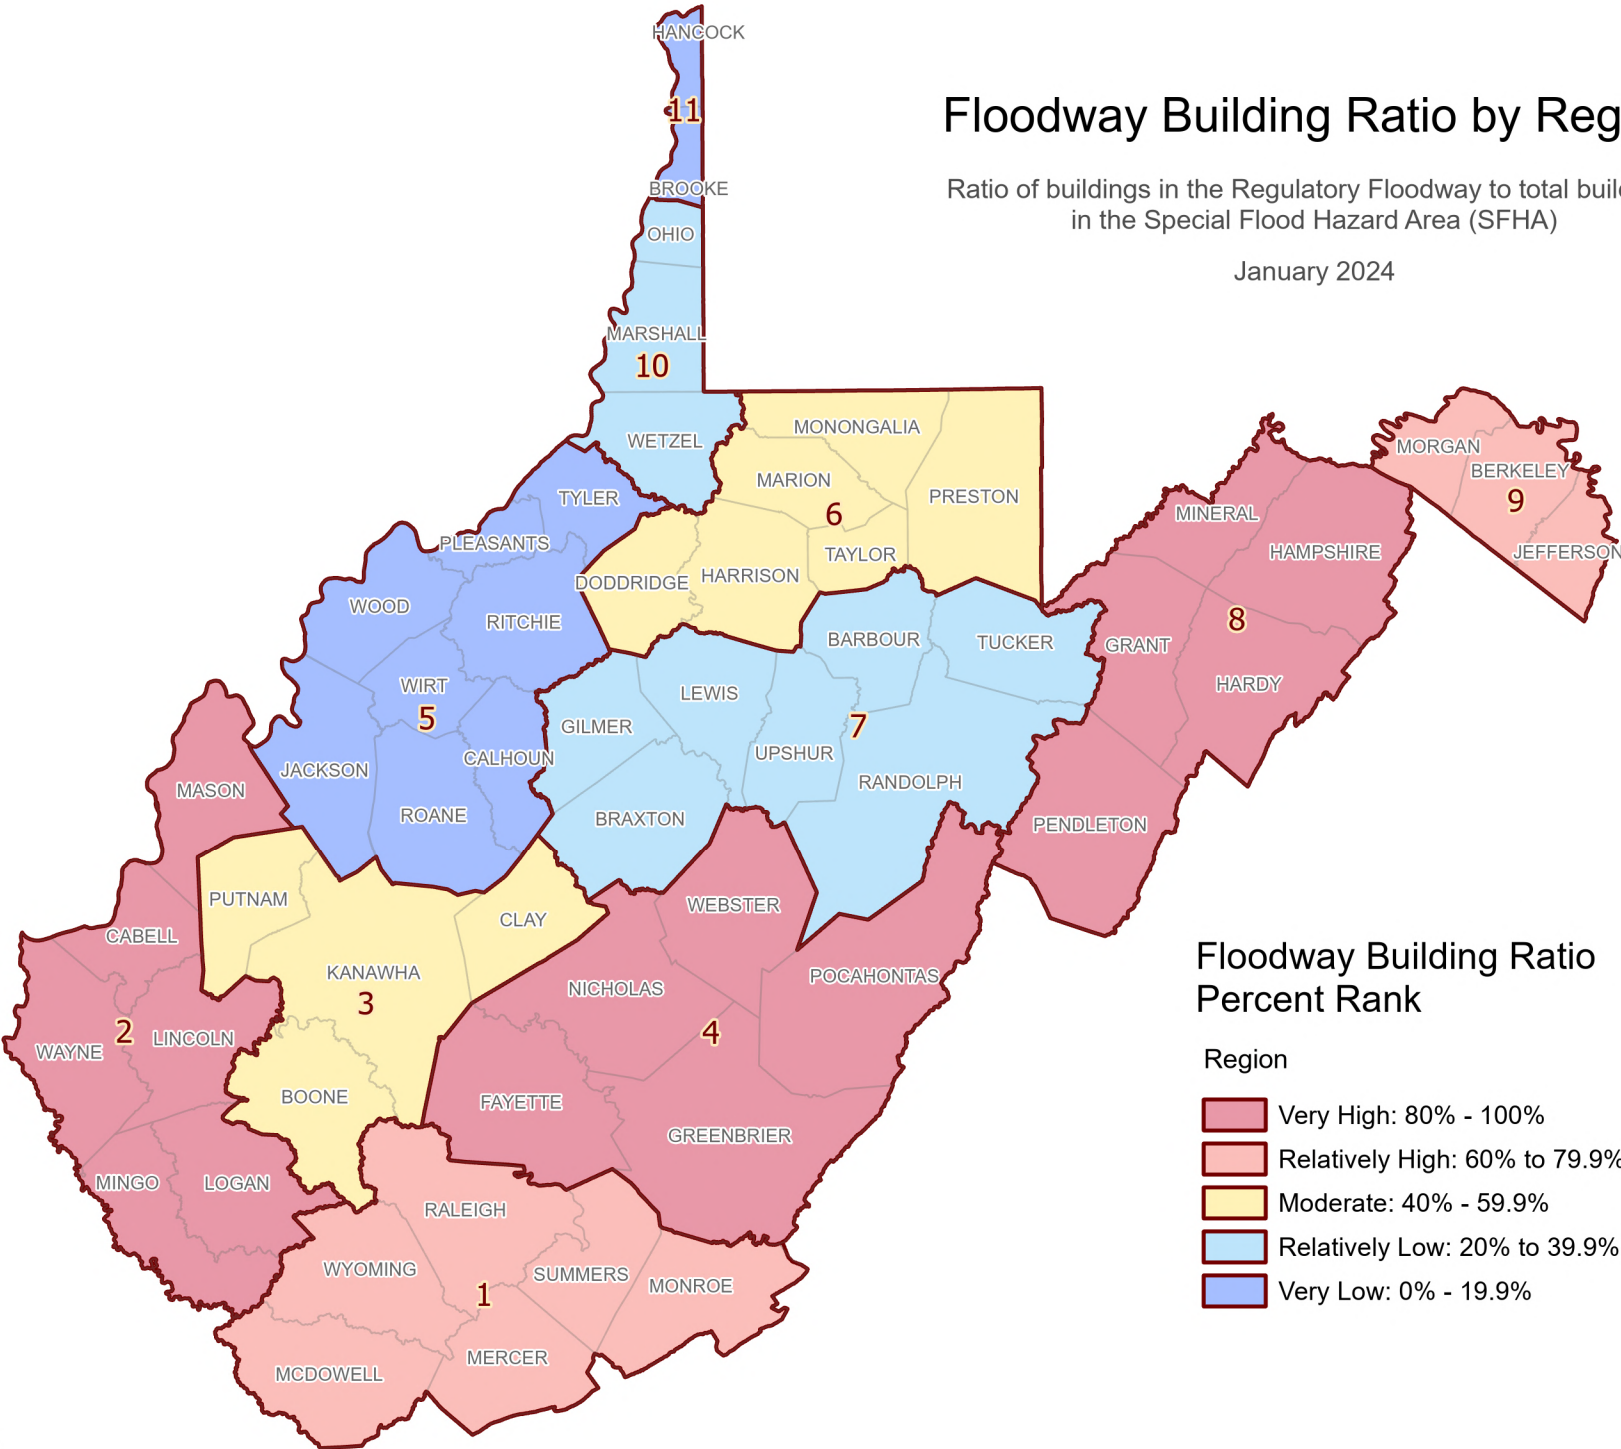 HANCOCK
11
Floodway Building Ratio by Reg
BROOKE
Ratio of buildings in the Regulatory Floodway to total buil
in the Special Flood Hazard Area (SFHA)
OHIO
January 2024
MARSHALL
10
WETZEL
MONONGALIA
MORGAN
BERKELEY
MARION
TYLER
PRESTON
9
6
MINERAL
PLEASANTS
TAYLOR
HAMPSHIRE
JEFFERSON
DODDRIDGE
HARRISON
WOOD
RITCHIE
8
BARBOUR
TUCKER
GRANT
WIRT
LEWIS
HARDY
5
GILMER
7
UPSHUR
CALHOUN
JACKSON
RANDOLPH
MASON
ROANE
BRAXTON
PENDLETON
PUTNAM
WEBSTER
CLAY
CABELL
Floodway Building Ratio
Percent Rank
KANAWHA
POCAHONTAS
NICHOLAS
3
2
LINCOLN
4
WAYNE
Region
BOONE
FAYETTE
Very High: 80% - 100%
GREENBRIER
Relatively High: 60% to 79.9%
MINGO
LOGAN
Moderate: 40% - 59.9%
RALEIGH
Relatively Low: 20% to 39.9%
WYOMING
SUMMERS
MONROE
1
Very Low: 0% - 19.9%
MERCER
MCDOWELL